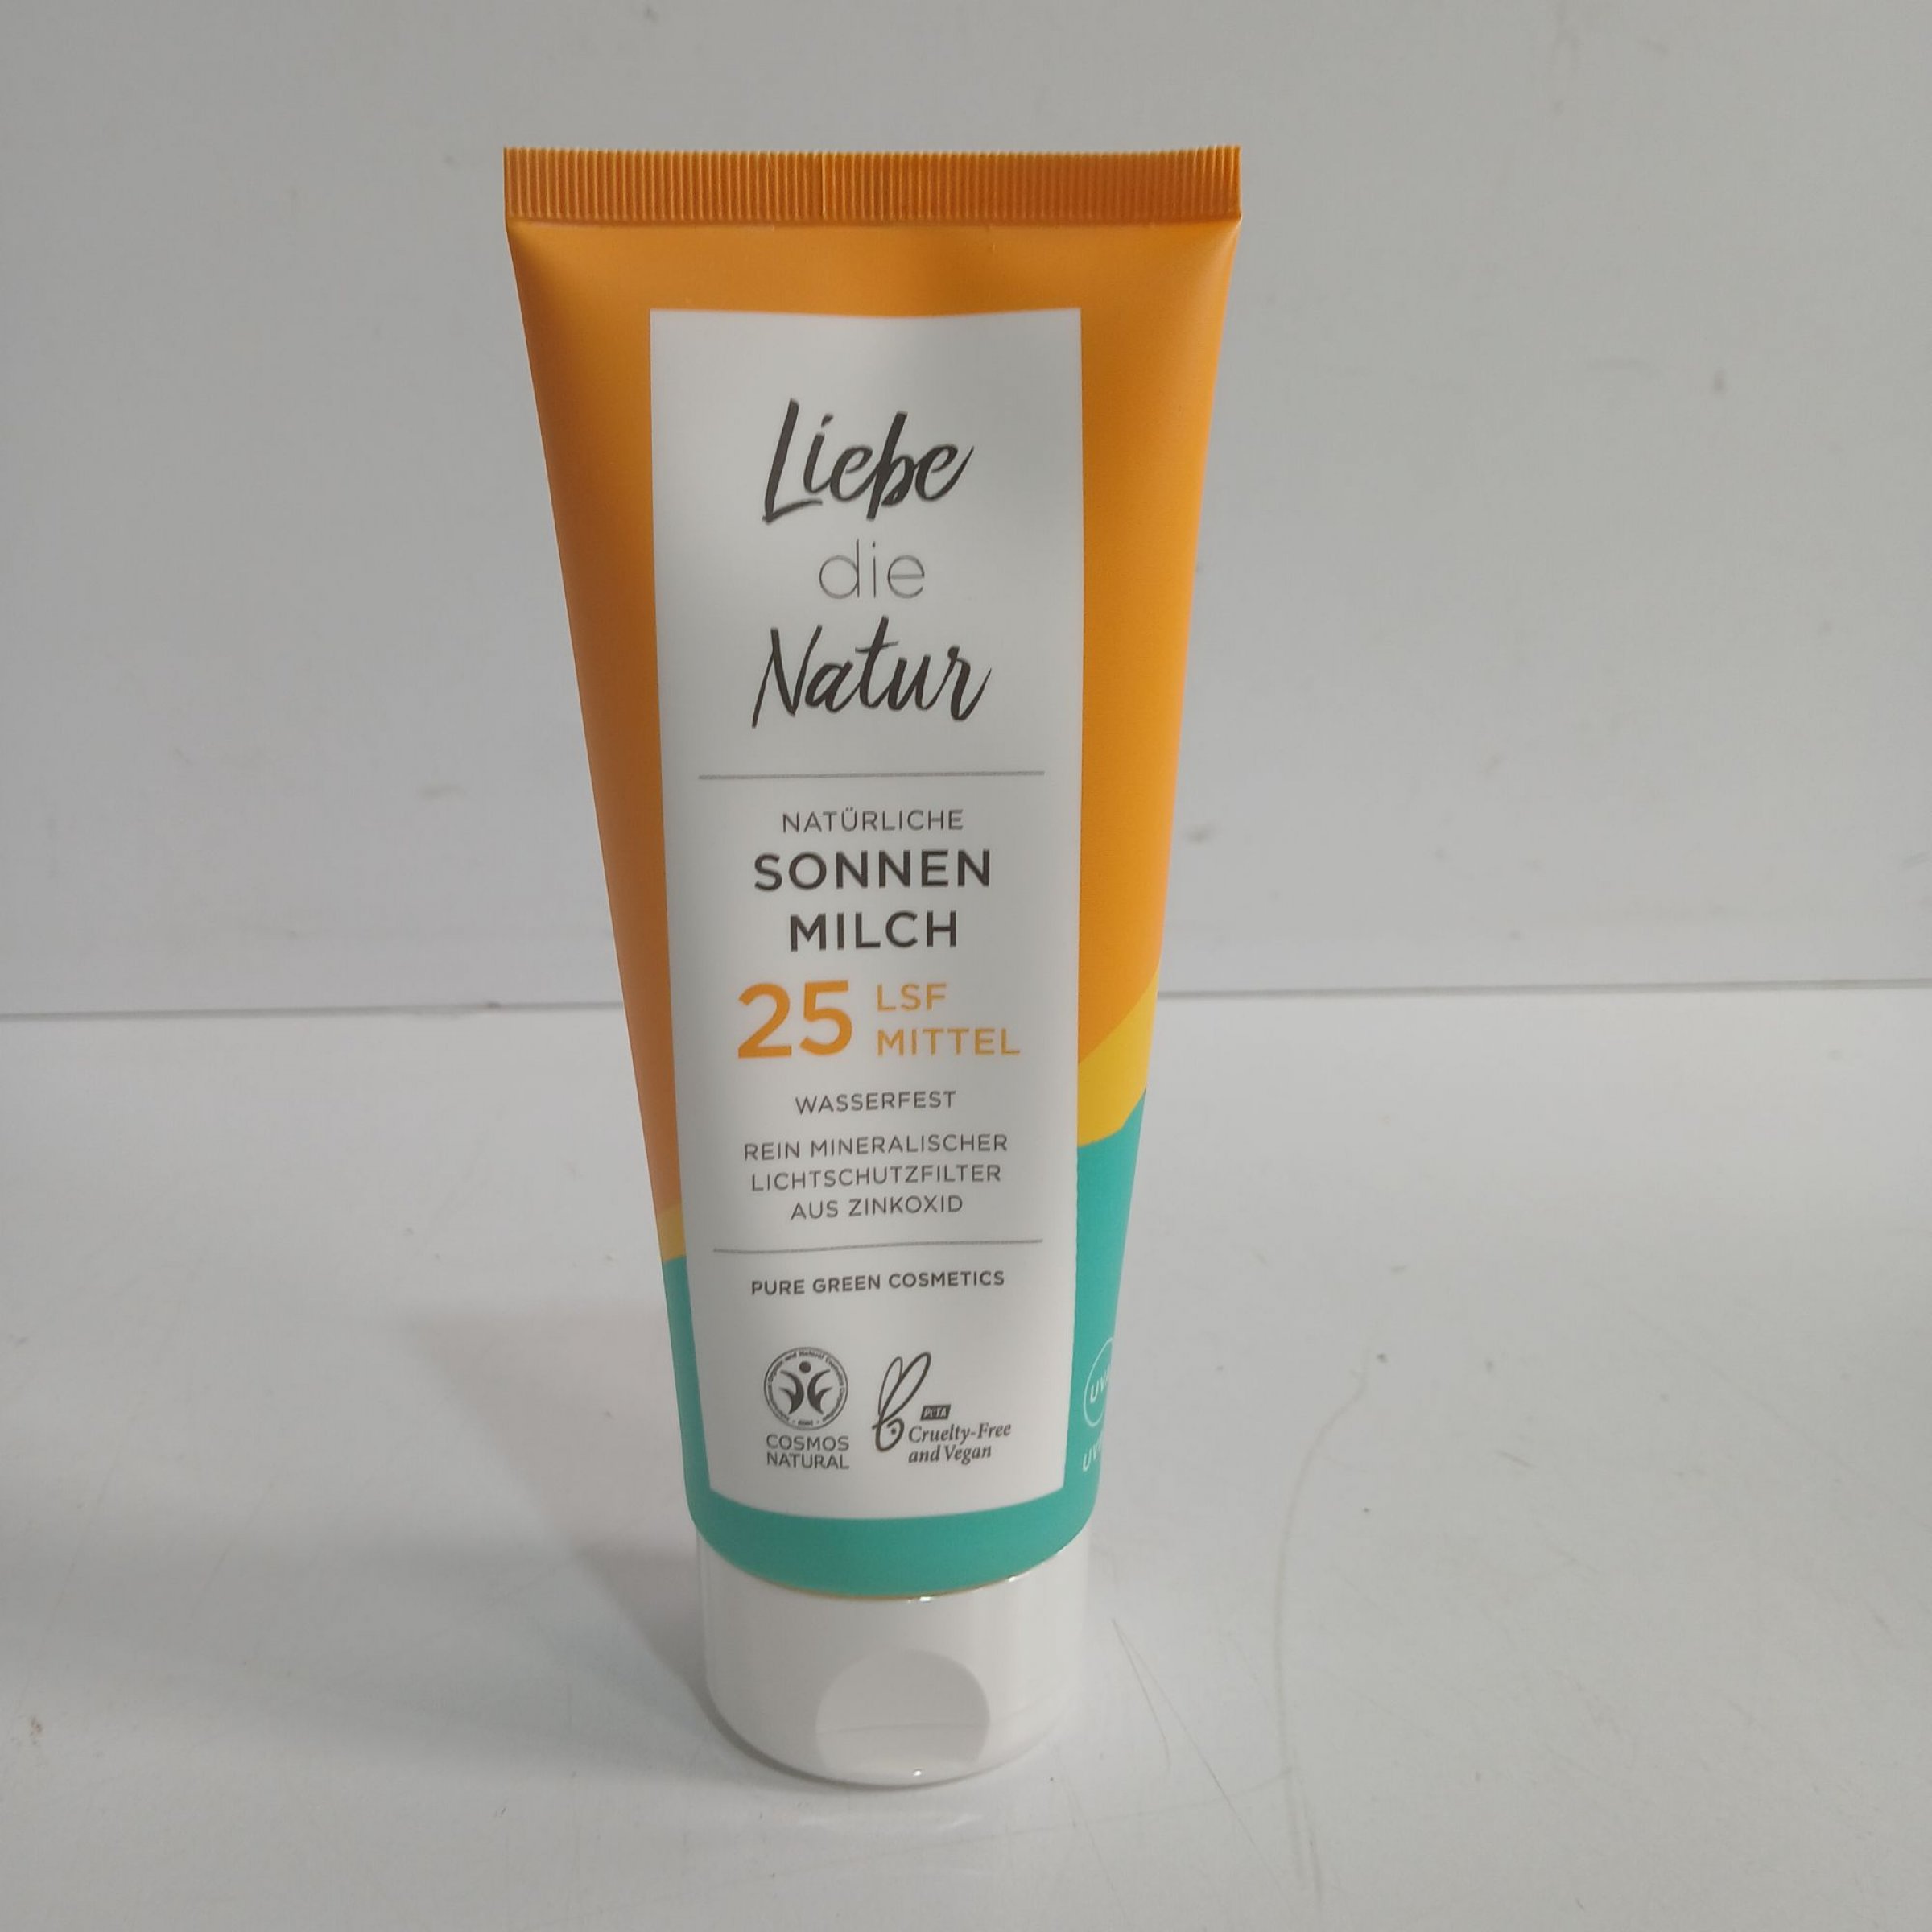 Liebe
die
Natur
NATÜRLICHE
SONNEN
MILCH
25 LSF
MITTEL
WASSERFEST
REIN MINERALISCHER
LICHTSCHUTZFILTER
AUS ZINKOXID
PURE GREEN COSMETICS
COSMOS
NATURAL
PETA
Cruelty-Free
and Vegan